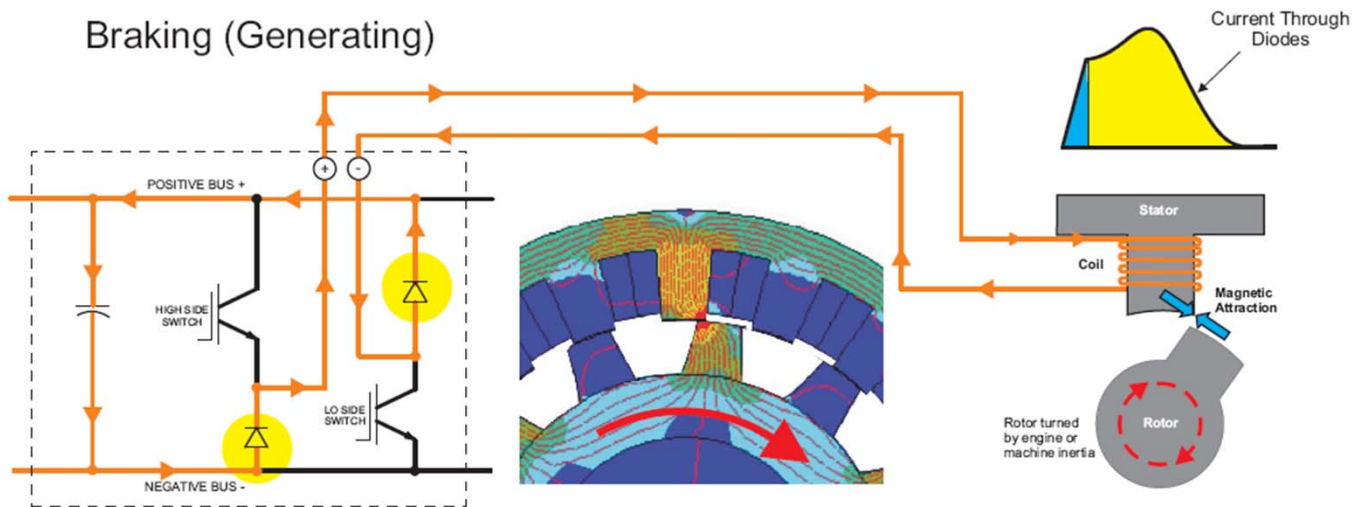 Braking (Generating)
Current Through
Diodes
+
-
POSITIVE BUS +
HIGH SIDE
SWITCH
LO SIDE
SWITCH
NEGATIVE BUS -
Stator
Coil
Magnetic
Attraction
Rotor turned
by engine or
machine inertia
Rotor